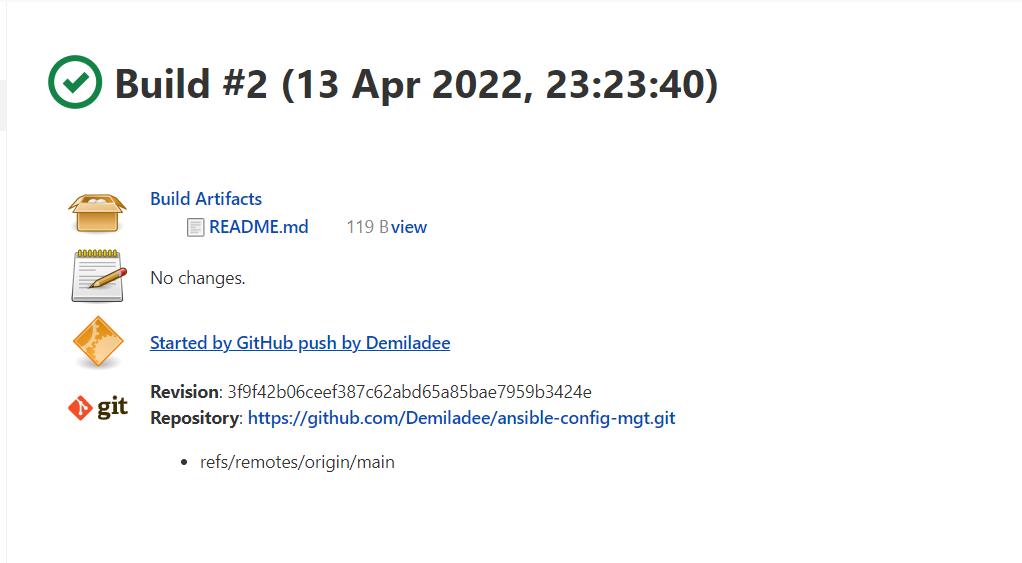 Build #2 (13 Apr 2022, 23:23:40)
Build Artifacts
README.md 119 B view
No changes.
Started by GitHub push by Demiladee
git
Revision: 3f9f42b06ceef387c62abd65a85bae7959b3424e
Repository: https://github.com/Demiladee/ansible-config-mgt.git
• refs/remotes/origin/main